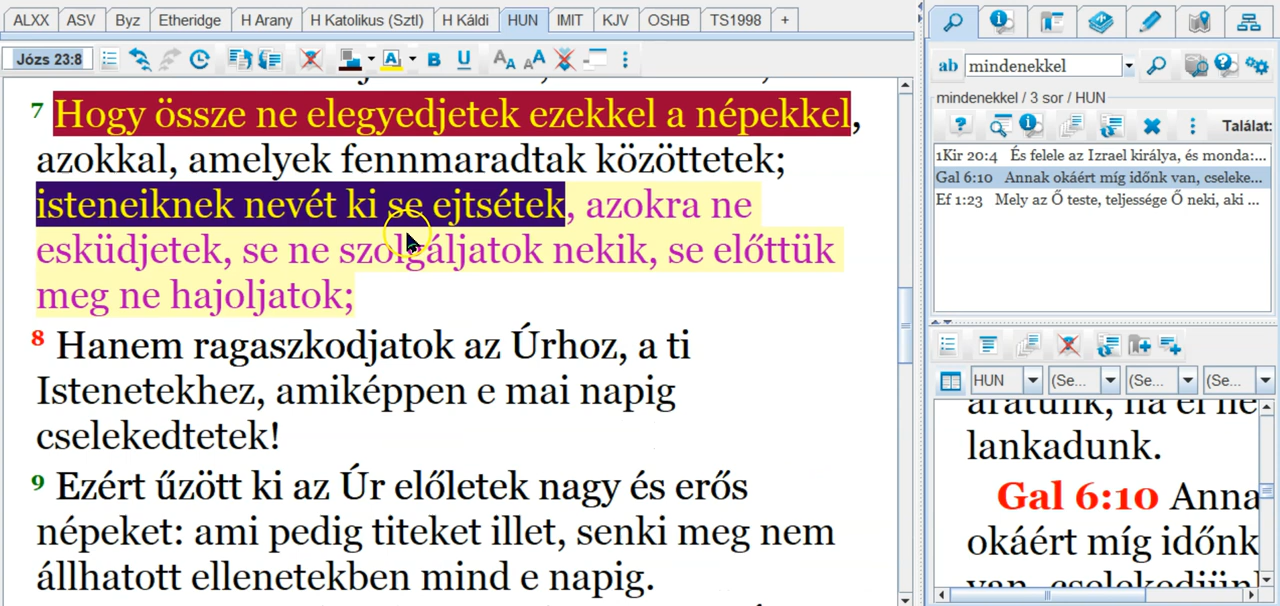 ALXX ASV Byz Etheridge H Arany H Katolikus (Sztl) H Káldi HUN IMIT KJV OSHB TS1998 +
Józs 23:8
7 Hogy össze ne elegyedjetek ezekkel a népekkel,
azokkal, amelyek fennmaradtak közöttetek;
isteneiknek nevét ki se ejtsétek, azokra ne
esküdjetek, se ne szolgáljatok nekik, se előttük
meg ne hajoljatok;
8 Hanem ragaszkodjatok az Úrhoz, a ti
Istenetekhez, amiképpen e mai napig
cselekedtetek!
9 Ezért űzött ki az Úr előletek nagy és erős
népeket: ami pedig titeket illet, senki meg nem
állhatott ellenetekben mind e napig.
ab mindenekkel
mindenekkel / 3 sor / HUN
Találat:
1Kir 20:4 És felele az Izrael királya, és monda:...
Gal 6:10 Annak okáért míg időnk van, cseleke...
Ef 1:23 Mely az Ő teste, teljessége Ő neki, aki ...
HUN (Se... (Se... (Se...
aratunk, ha el ne
lankadunk.
Gal 6:10 Anna
okáért míg időnk
van, cselekedjün